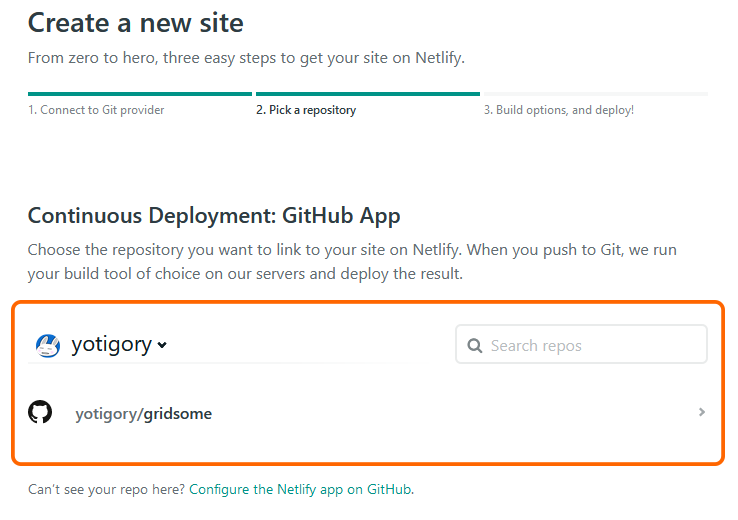 Create a new site
From zero to hero, three easy steps to get your site on Netlify.
1. Connect to Git provider
2. Pick a repository
3. Build options, and deploy!
Continuous Deployment: GitHub App
Choose the repository you want to link to your site on Netlify. When you push to Git, we run
your build tool of choice on our servers and deploy the result.
yotigory
Search repos
yotigory/gridsome
Can't see your repo here? Configure the Netlify app on GitHub.